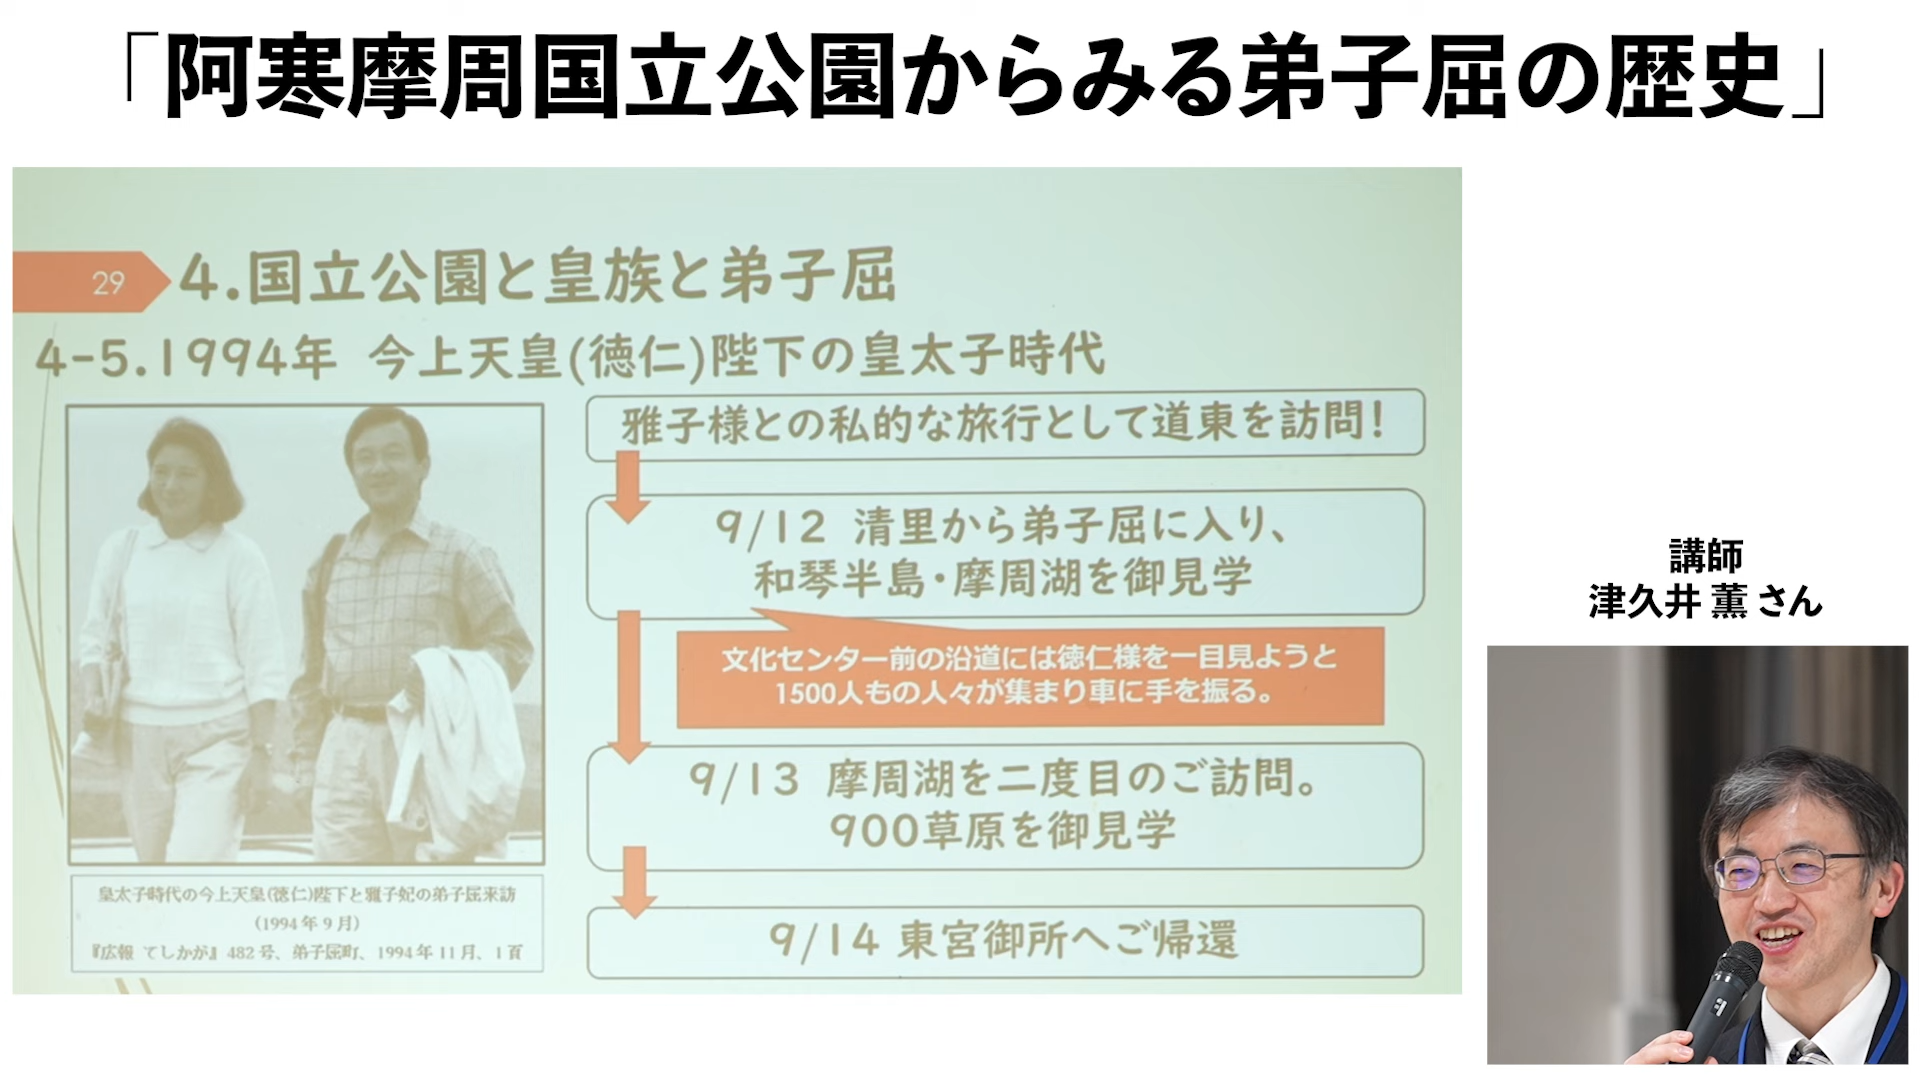 「阿寒摩周国立公園からみる弟子屈の歴史」
29
4.国立公園と皇族と弟子屈
4-5.1994年 今上天皇(徳仁)陛下の皇太子時代
雅子様との私的な旅行として道東を訪問!
9/12 清里から弟子屈に入り、
和琴半島・摩周湖を御見学
文化センター前の沿道には徳仁様を一目見ようと
1500人もの人々が集まり車に手を振る。
9/13 摩周湖を二度目のご訪問。
900草原を御見学
9/14 東宮御所へご帰還
皇太子時代の今上天皇(徳仁)陛下と雅子妃の弟子屈来訪
(1994年9月)
『広報 てしかが』482号、弟子屈町、1994年11月、1頁
講師
津久井 薫 さん